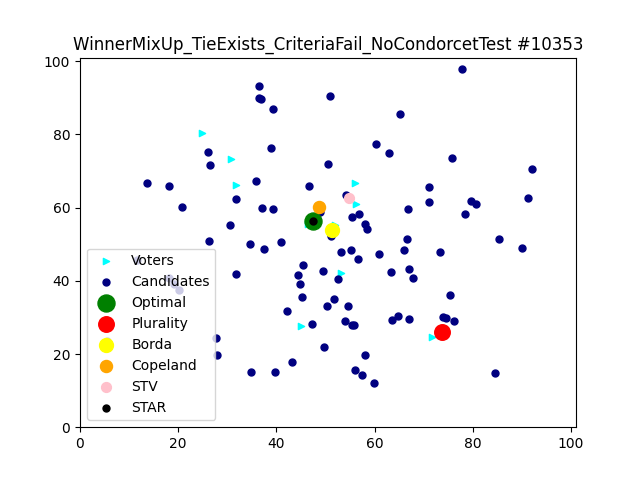 WinnerMixUp_TieExists_CriteriaFail_NoCondorcetTest #10353
100
80
60
40
20
0
Voters
Candidates
Optimal
Plurality
Borda
Copeland
STV
STAR
0 20 40 60 80 100